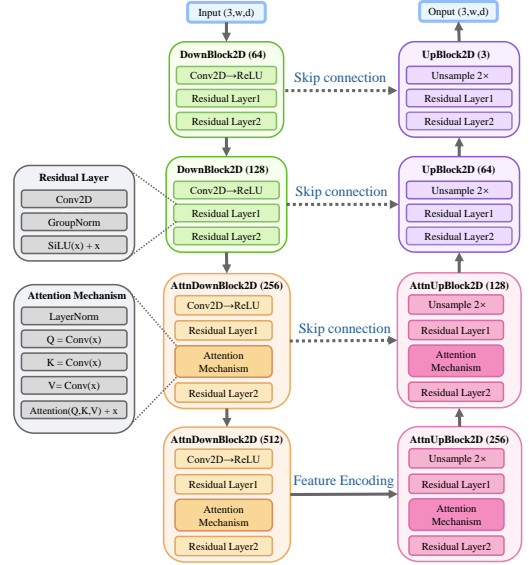 Input (3,w,d)
Onput (3,w,d)
DownBlock2D (64)
Conv2D→ReLU
Residual Layer1
Residual Layer2
Skip connection
UpBlock2D (3)
Unsample 2×
Residual Layer1
Residual Layer2
Residual Layer
Conv2D
GroupNorm
SiLU(x) + x
DownBlock2D (128)
Conv2D→ReLU
Residual Layer1
Residual Layer2
Skip connection
UpBlock2D (64)
Unsample 2×
Residual Layer1
Residual Layer2
Attention Mechanism
LayerNorm
Q = Conv(x)
K = Conv(x)
V= Conv(x)
Attention(Q,K,V) + x
AttnDownBlock2D (256)
Conv2D→ReLU
Residual Layer1
Attention
Mechanism
Residual Layer2
Skip connection
AttnUpBlock2D (128)
Unsample 2×
Residual Layer1
Attention
Mechanism
Residual Layer2
AttnDownBlock2D (512)
Conv2D→ReLU
Residual Layer1
Attention
Mechanism
Residual Layer2
Feature Encoding
AttnUpBlock2D (256)
Unsample 2×
Residual Layer1
Attention
Mechanism
Residual Layer2